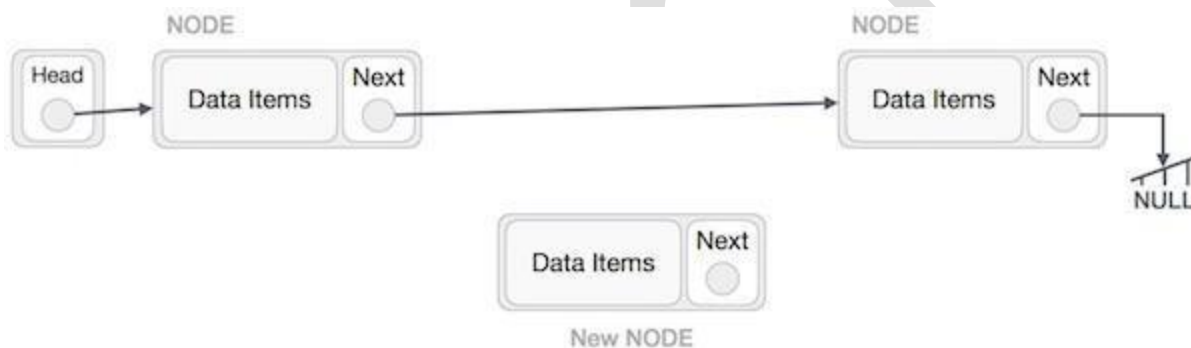 NODE
NODE
Head
Data Items
Next
Data Items
Next
NULL
Data Items
Next
New NODE